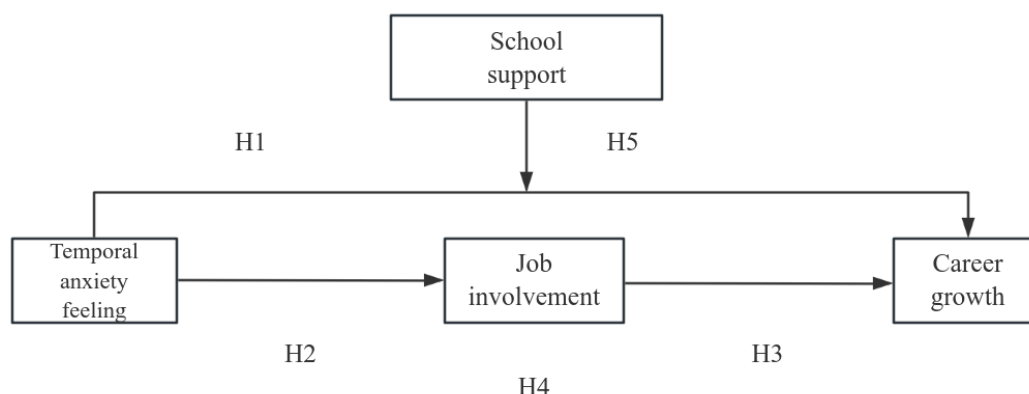 School
support
H1
H5
Temporal
anxiety
feeling
Job
involvement
Career
growth
H2
H3
H4